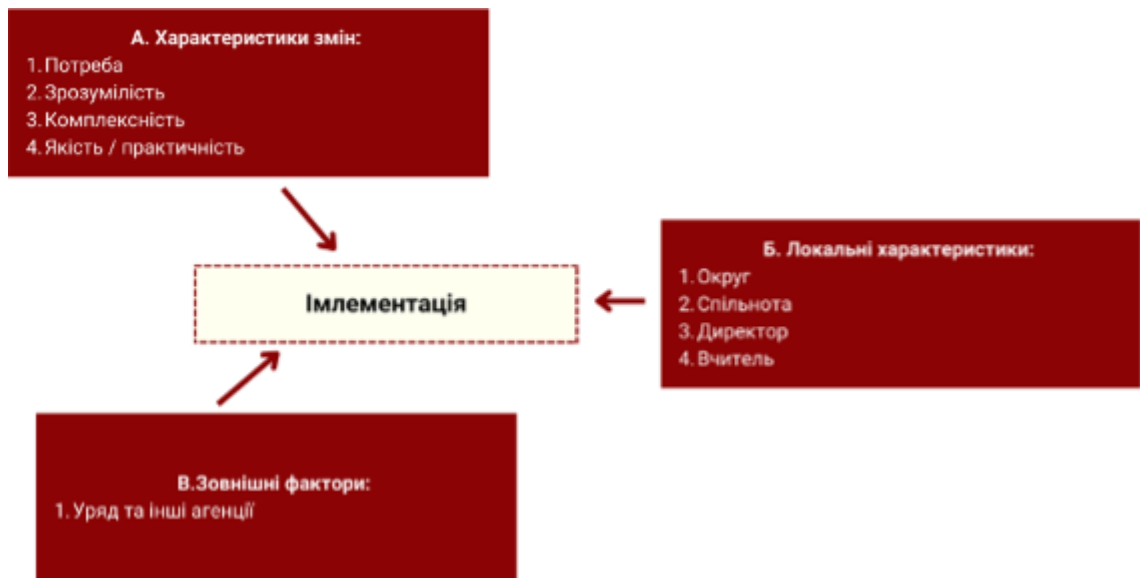 А. Характеристики змін:
1. Потреба
2. Зрозумілість
3. Комплексність
4. Якість / практичність
Імлементація
Б. Локальні характеристики:
1. Округ
2. Спільнота
3. Директор
4. Вчитель
В.Зовнішні фактори:
1. Уряд та інші агенції